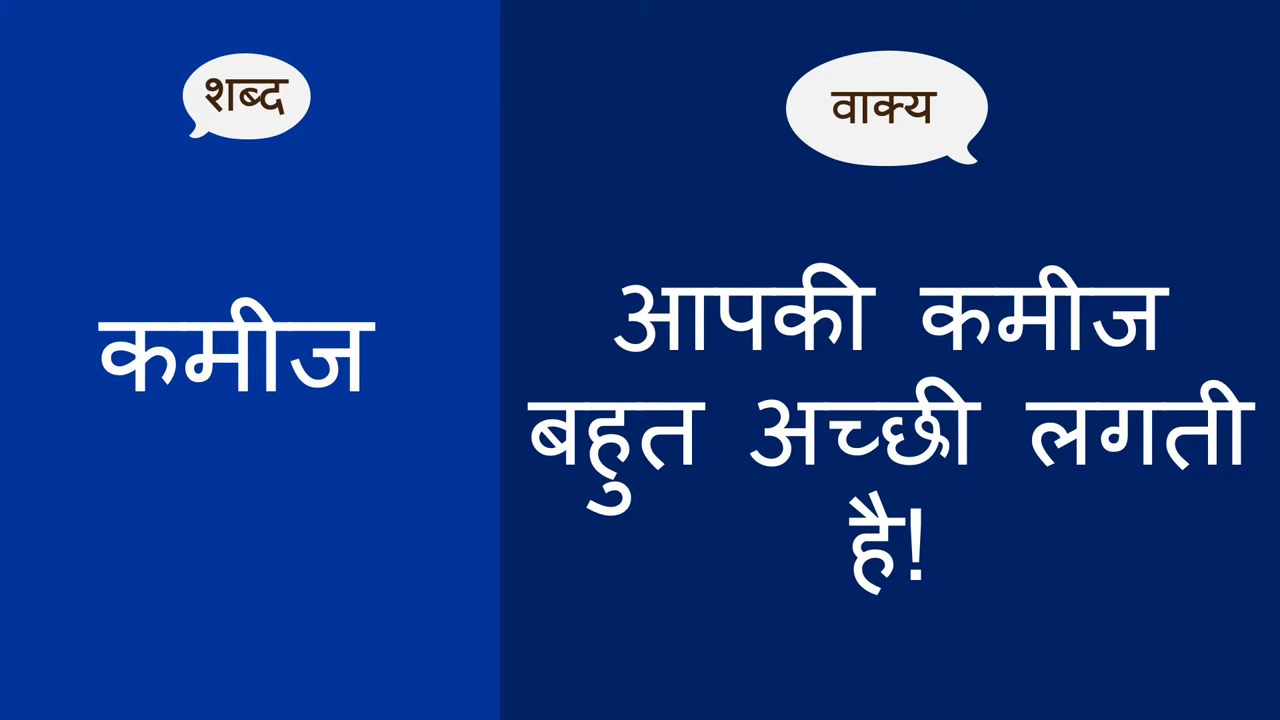 शब्द
कमीज
वाक्य
आपकी कमीज
बहुत अच्छी लगती
है!